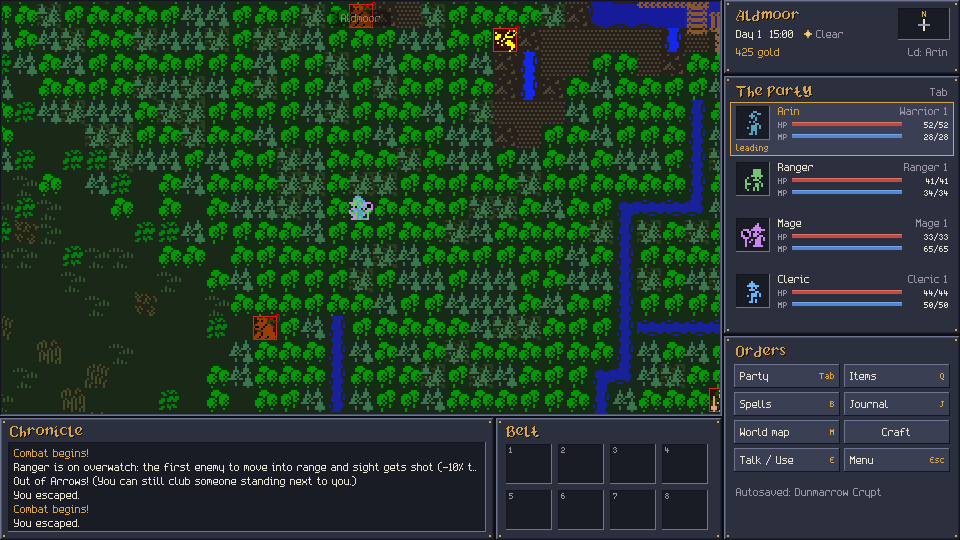 Aldmoor
Aldmoor
N
Day 1 15:00 Clear
425 gold
Ld: Arin
The Party
Tab
Arin
Warrior 1
HP 52/52
MP 28/28
leading
Ranger
Ranger 1
HP 41/41
MP 34/34
Mage
Mage 1
HP 33/33
MP 65/65
Cleric
Cleric 1
HP 44/44
MP 50/50
Orders
Party Tab
Items Q
Spells B
Journal J
World map M
Craft
Talk / Use E
Menu Esc
Autosaved: Dunmarrow Crypt
Chronicle
Combat begins!
Ranger is on overwatch: the first enemy to move into range and sight gets shot (-10% t..
Out of Arrows! (You can still club someone standing next to you.)
You escaped.
Combat begins!
You escaped.
Belt
1 2 3 4
5 6 7 8